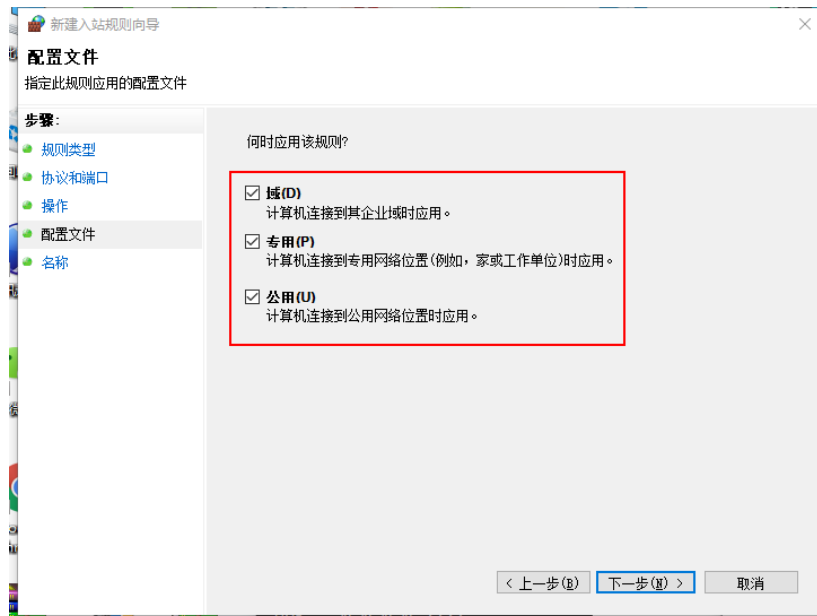 新建入站规则向导
配置文件
指定此规则应用的配置文件
步骤:
规则类型
协议和端口
操作
配置文件
名称
何时应用该规则?
域(D)
计算机连接到其企业域时应用。
专用(P)
计算机连接到专用网络位置(例如，家或工作单位)时应用。
公用(U)
计算机连接到公用网络位置时应用。
< 上一步(B)
下一步(N) >
取消